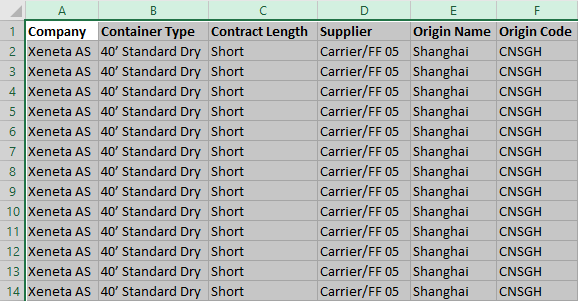 A B C D E F
1 Company Container Type Contract Length Supplier Origin Name Origin Code
2 Xeneta AS 40’ Standard Dry Short Carrier/FF 05 Shanghai CNSGH
3 Xeneta AS 40’ Standard Dry Short Carrier/FF 05 Shanghai CNSGH
4 Xeneta AS 40’ Standard Dry Short Carrier/FF 05 Shanghai CNSGH
5 Xeneta AS 40’ Standard Dry Short Carrier/FF 05 Shanghai CNSGH
6 Xeneta AS 40’ Standard Dry Short Carrier/FF 05 Shanghai CNSGH
7 Xeneta AS 40’ Standard Dry Short Carrier/FF 05 Shanghai CNSGH
8 Xeneta AS 40’ Standard Dry Short Carrier/FF 05 Shanghai CNSGH
9 Xeneta AS 40’ Standard Dry Short Carrier/FF 05 Shanghai CNSGH
10 Xeneta AS 40’ Standard Dry Short Carrier/FF 05 Shanghai CNSGH
11 Xeneta AS 40’ Standard Dry Short Carrier/FF 05 Shanghai CNSGH
12 Xeneta AS 40’ Standard Dry Short Carrier/FF 05 Shanghai CNSGH
13 Xeneta AS 40’ Standard Dry Short Carrier/FF 05 Shanghai CNSGH
14 Xeneta AS 40’ Standard Dry Short Carrier/FF 05 Shanghai CNSGH